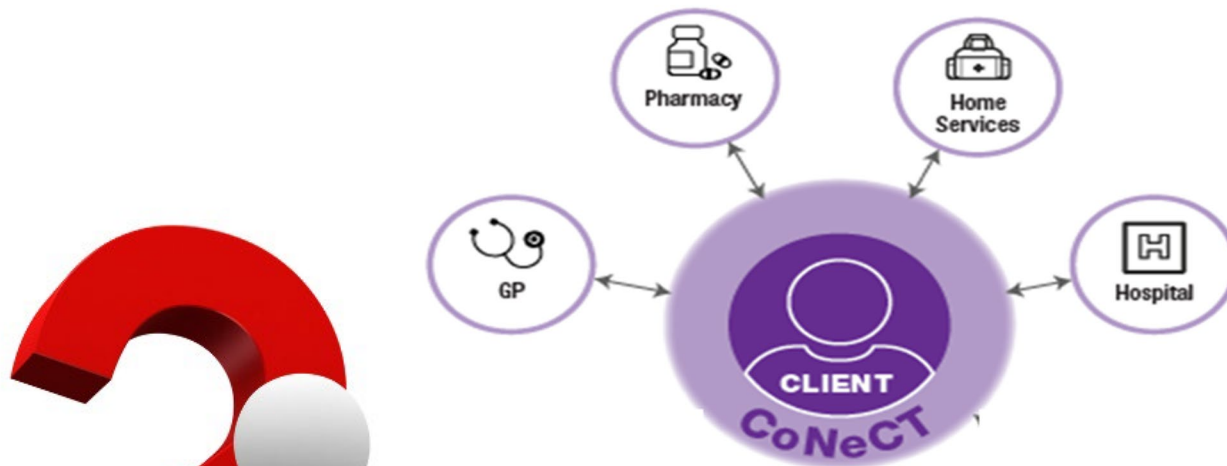 Pharmacy
Home
Services
GP
Hospital
CLIENT
CoNeCT